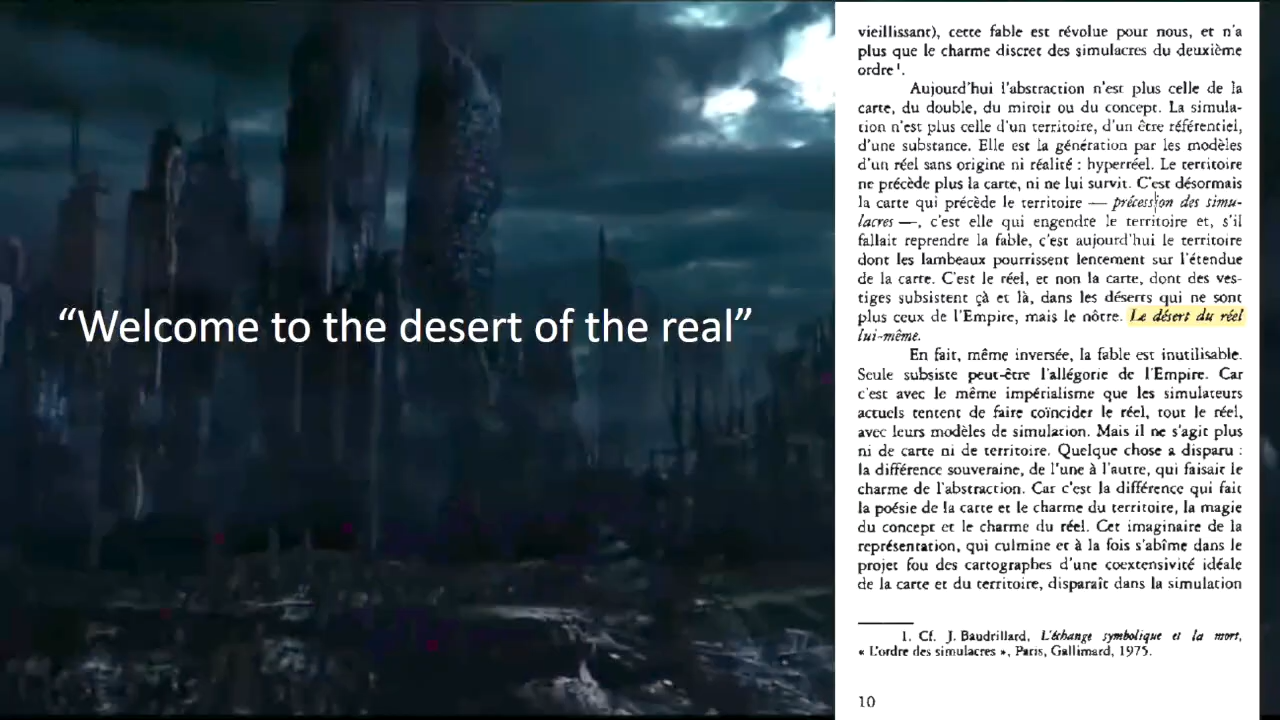 “Welcome to the desert of the real”
vieillissant), cette fable est révolue pour nous, et n'a
plus que le charme discret des simulacres du deuxième
ordre¹.
Aujourd'hui l'abstraction n'est plus celle de la
carte, du double, du miroir ou du concept. La simula-
tion n'est plus celle d'un territoire, d'un être référentiel,
d'une substance. Elle est la génération par les modèles
d'un réel sans origine ni réalité : hyperréel. Le territoire
ne précède plus la carte, ni ne lui survit. C'est désormais
la carte qui précède le territoire — précession des simu-
lacres —, c'est elle qui engendre le territoire et, s'il
fallait reprendre la fable, c'est aujourd'hui le territoire
dont les lambeaux pourrissent lentement sur l'étendue
de la carte. C'est le réel, et non la carte, dont des ves-
tiges subsistent çà et là, dans les déserts qui ne sont
plus ceux de l'Empire, mais le nôtre. Le désert du réel
lui-même.
En fait, même inversée, la fable est inutilisable.
Seule subsiste peut-être l'allégorie de l'Empire. Car
c'est avec le même impérialisme que les simulateurs
actuels tentent de faire coïncider le réel, tout le réel,
avec leurs modèles de simulation. Mais il ne s'agit plus
ni de carte ni de territoire. Quelque chose a disparu :
la différence souveraine, de l'une à l'autre, qui faisait le
charme de l'abstraction. Car c'est la différence qui fait
la poésie de la carte et le charme du territoire, la magie
du concept et le charme du réel. Cet imaginaire de la
représentation, qui culmine et à la fois s'abîme dans le
projet fou des cartographes d'une coextensivité idéale
de la carte et du territoire, disparaît dans la simulation
1. Cf. J. Baudrillard, L'échange symbolique et la mort,
« L'ordre des simulacres », Paris, Gallimard, 1975.
10